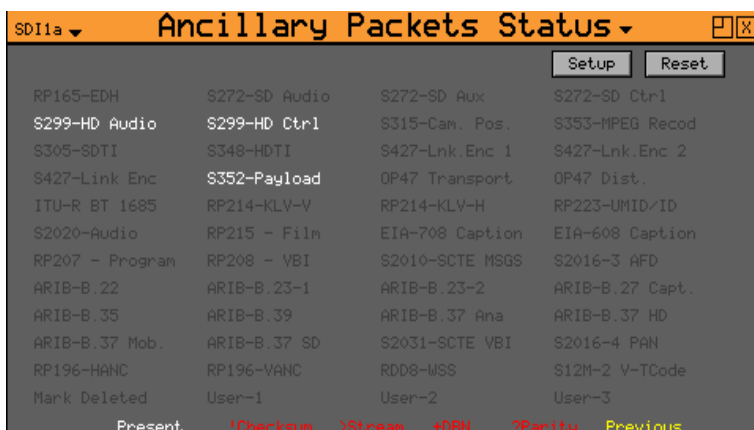 SDI1a Ancillary Packets Status
Setup Reset
RP165-EDH S272-SD Audio S272-SD Aux S272-SD Ctrl
S299-HD Audio S299-HD Ctrl S315-Cam. Pos. S353-MPEG Recod
S305-SDTI S348-HDTI S427-Lnk.Enc 1 S427-Lnk.Enc 2
S427-Link Enc S352-Payload OP47 Transport OP47 Dist.
ITU-R BT 1685 RP214-KLV-V RP214-KLV-H RP223-UMID/ID
S2020-Audio RP215 - Film EIA-708 Caption EIA-608 Caption
RP207 - Program RP208 - VBI S2010-SCTE MSGS S2016-3 AFD
ARIB-B.22 ARIB-B.23-1 ARIB-B.23-2 ARIB-B.27 Capt.
ARIB-B.35 ARIB-B.39 ARIB-B.37 Ana ARIB-B.37 HD
ARIB-B.37 Mob. ARIB-B.37 SD S2031-SCTE VBI S2016-4 PAN
RP196-HANC RP196-VANC RDD8-WSS S12M-2 V-TCode
Mark Deleted User-1 User-2 User-3
Present !Checksum >Stream +DBN ?Parity Previous